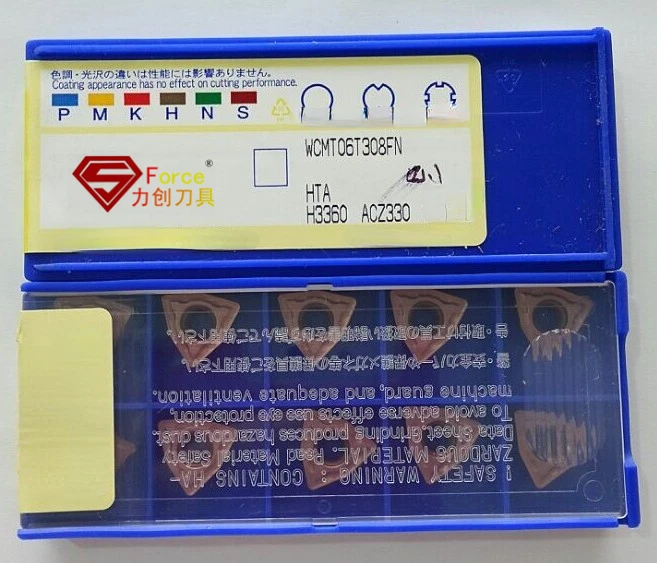 色調・光沢の違いは性能には影響ありません。
Coating appearance has no effect on cutting performance.
P M K H N S
Force®
力创刀具
WCMT06T308FN
HTA
H3360 ACZ330
! SAFETY WARNING : CONTAINS HA-
ZARDOUS MATERIAL. Read Material Safety
Data Sheet. Grinding produces hazardous dust.
To avoid adverse effects use eye protection,
machine guard, and adequate ventilation.